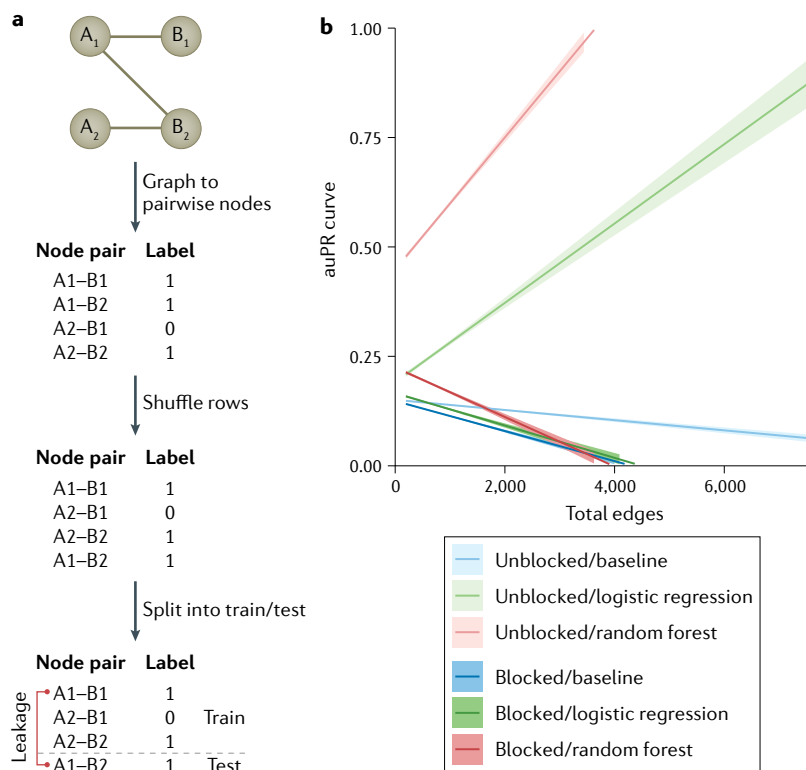 a
A1 B1
A2 B2
Graph to
pairwise nodes
Node pair Label
A1–B1 1
A1–B2 1
A2–B1 0
A2–B2 1
Shuffle rows
Node pair Label
A1–B1 1
A2–B1 0
A2–B2 1
A1–B2 1
Split into train/test
Node pair Label
A1–B1 1
A2–B1 0 Train
A2–B2 1
A1–B2 1 Test
Leakage
b
1.00
0.75
0.50
0.25
0.00
auPR curve
0 2,000 4,000 6,000
Total edges
Unblocked/baseline
Unblocked/logistic regression
Unblocked/random forest
Blocked/baseline
Blocked/logistic regression
Blocked/random forest